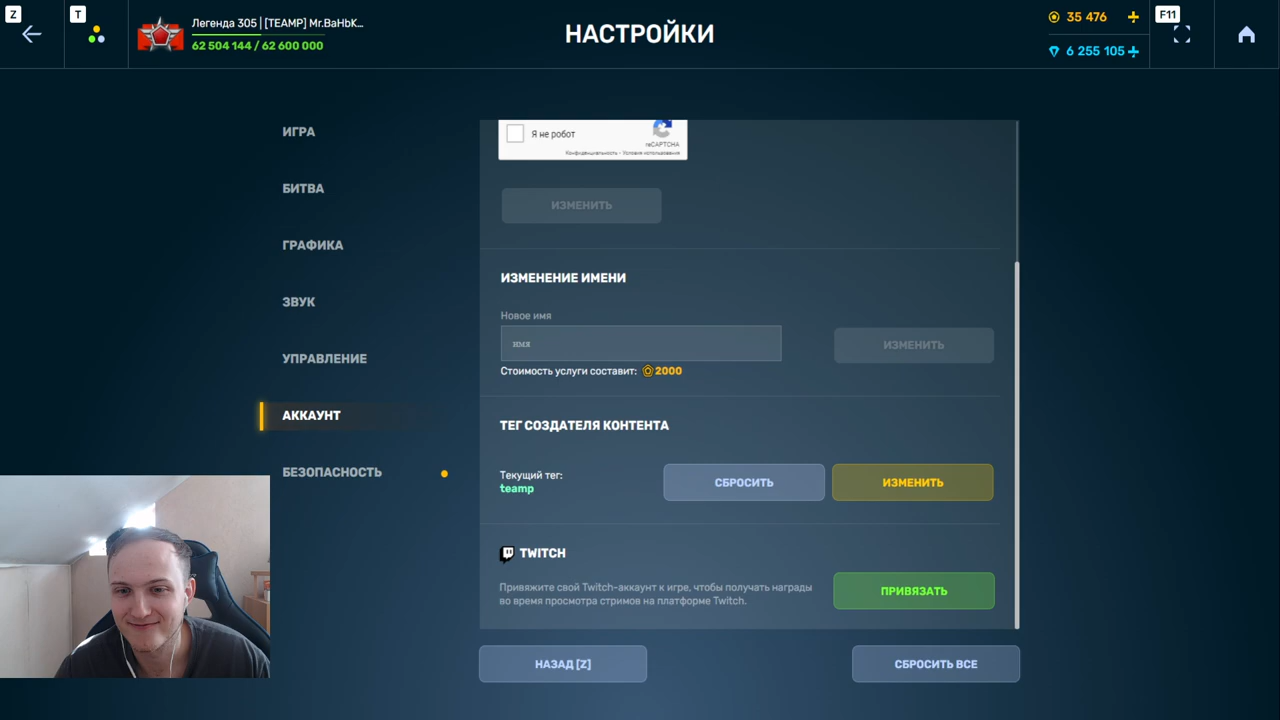 Z
T
Легенда 305 | [TEAMP] Mr.BaHbK...
62 504 144 / 62 600 000
НАСТРОЙКИ
35 476
6 255 105
F11
ИГРА
БИТВА
ГРАФИКА
ЗВУК
УПРАВЛЕНИЕ
АККАУНТ
БЕЗОПАСНОСТЬ
Я не робот
reCAPTCHA
Конфиденциальность - Условия использования
ИЗМЕНИТЬ
ИЗМЕНЕНИЕ ИМЕНИ
Новое имя
имя
ИЗМЕНИТЬ
Стоимость услуги составит: 2000
ТЕГ СОЗДАТЕЛЯ КОНТЕНТА
Текущий тег:
teamp
СБРОСИТЬ
ИЗМЕНИТЬ
TWITCH
Привяжите свой Twitch-аккаунт к игре, чтобы получать награды
во время просмотра стримов на платформе Twitch.
ПРИВЯЗАТЬ
НАЗАД [Z]
СБРОСИТЬ ВСЕ